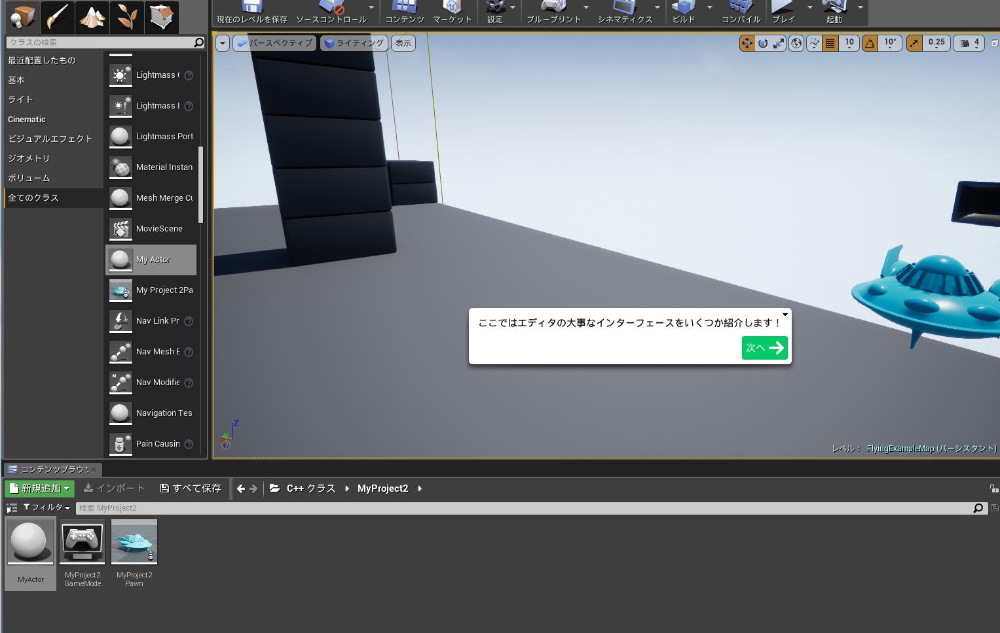 現在のレベルを保存
ソースコントロール
コンテンツ
マーケット
設定
ブループリント
シネマティクス
ビルド
コンパイル
プレイ
起動
クラスの検索
最近配置したもの
基本
ライト
Cinematic
ビジュアルエフェクト
ジオメトリ
ボリューム
全てのクラス
Lightmass
Lightmass I
Lightmass Port
Material Instan
Mesh Merge Cu
MovieScene
My Actor
My Project 2Pa
Nav Link Pr
Nav Mesh B
Nav Modifie
Navigation Tes
Pain Causin
パースペクティブ
ライティング
表示
10
10°
0.25
4
ここではエディタの大事なインターフェースをいくつか紹介します！
次へ
Z
Y
レベル： FlyingExampleMap (パーシスタント)
コンテンツブラウザ
新規追加
インポート
すべて保存
C++ クラス
MyProject2
フィルタ
検索 MyProject2
MyActor
MyProject2
GameMode
MyProject2
Pawn